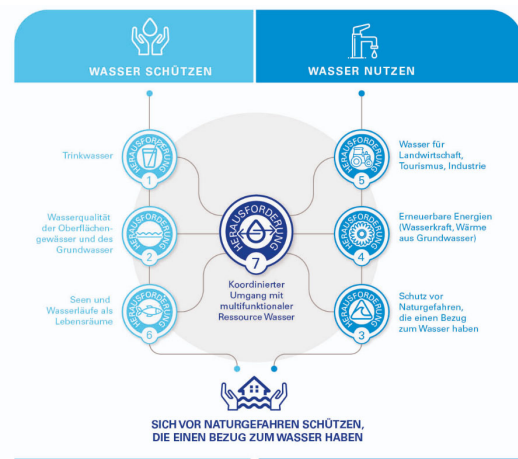 WASSER SCHÜTZEN
WASSER NUTZEN
Trinkwasser
HERAUSFORDERUNG
1
HERAUSFORDERUNG
5
Wasser für
Landwirtschaft,
Tourismus, Industrie
Wasserqualität
der Oberflächen-
gewässer und des
Grundwasser
HERAUSFORDERUNG
2
HERAUSFORDERUNG
7
Koordinierter
Umgang mit
multifunktionaler
Ressource Wasser
HERAUSFORDERUNG
4
Erneuerbare Energien
(Wasserkraft, Wärme
aus Grundwasser)
Seen und
Wasserläufe als
Lebensräume
HERAUSFORDERUNG
6
HERAUSFORDERUNG
3
Schutz vor
Naturgefahren,
die einen Bezug
zum Wasser haben
SICH VOR NATURGEFAHREN SCHÜTZEN,
DIE EINEN BEZUG ZUM WASSER HABEN